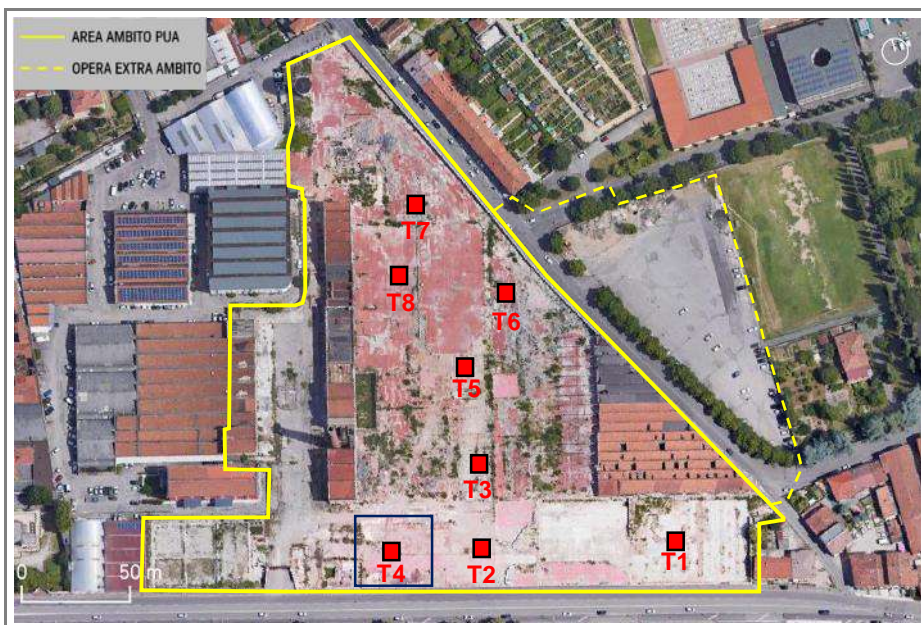 AREA AMBITO PUA
OPERA EXTRA AMBITO
T7
T8
T6
T5
T3
T4
T2
T1
0 50 m